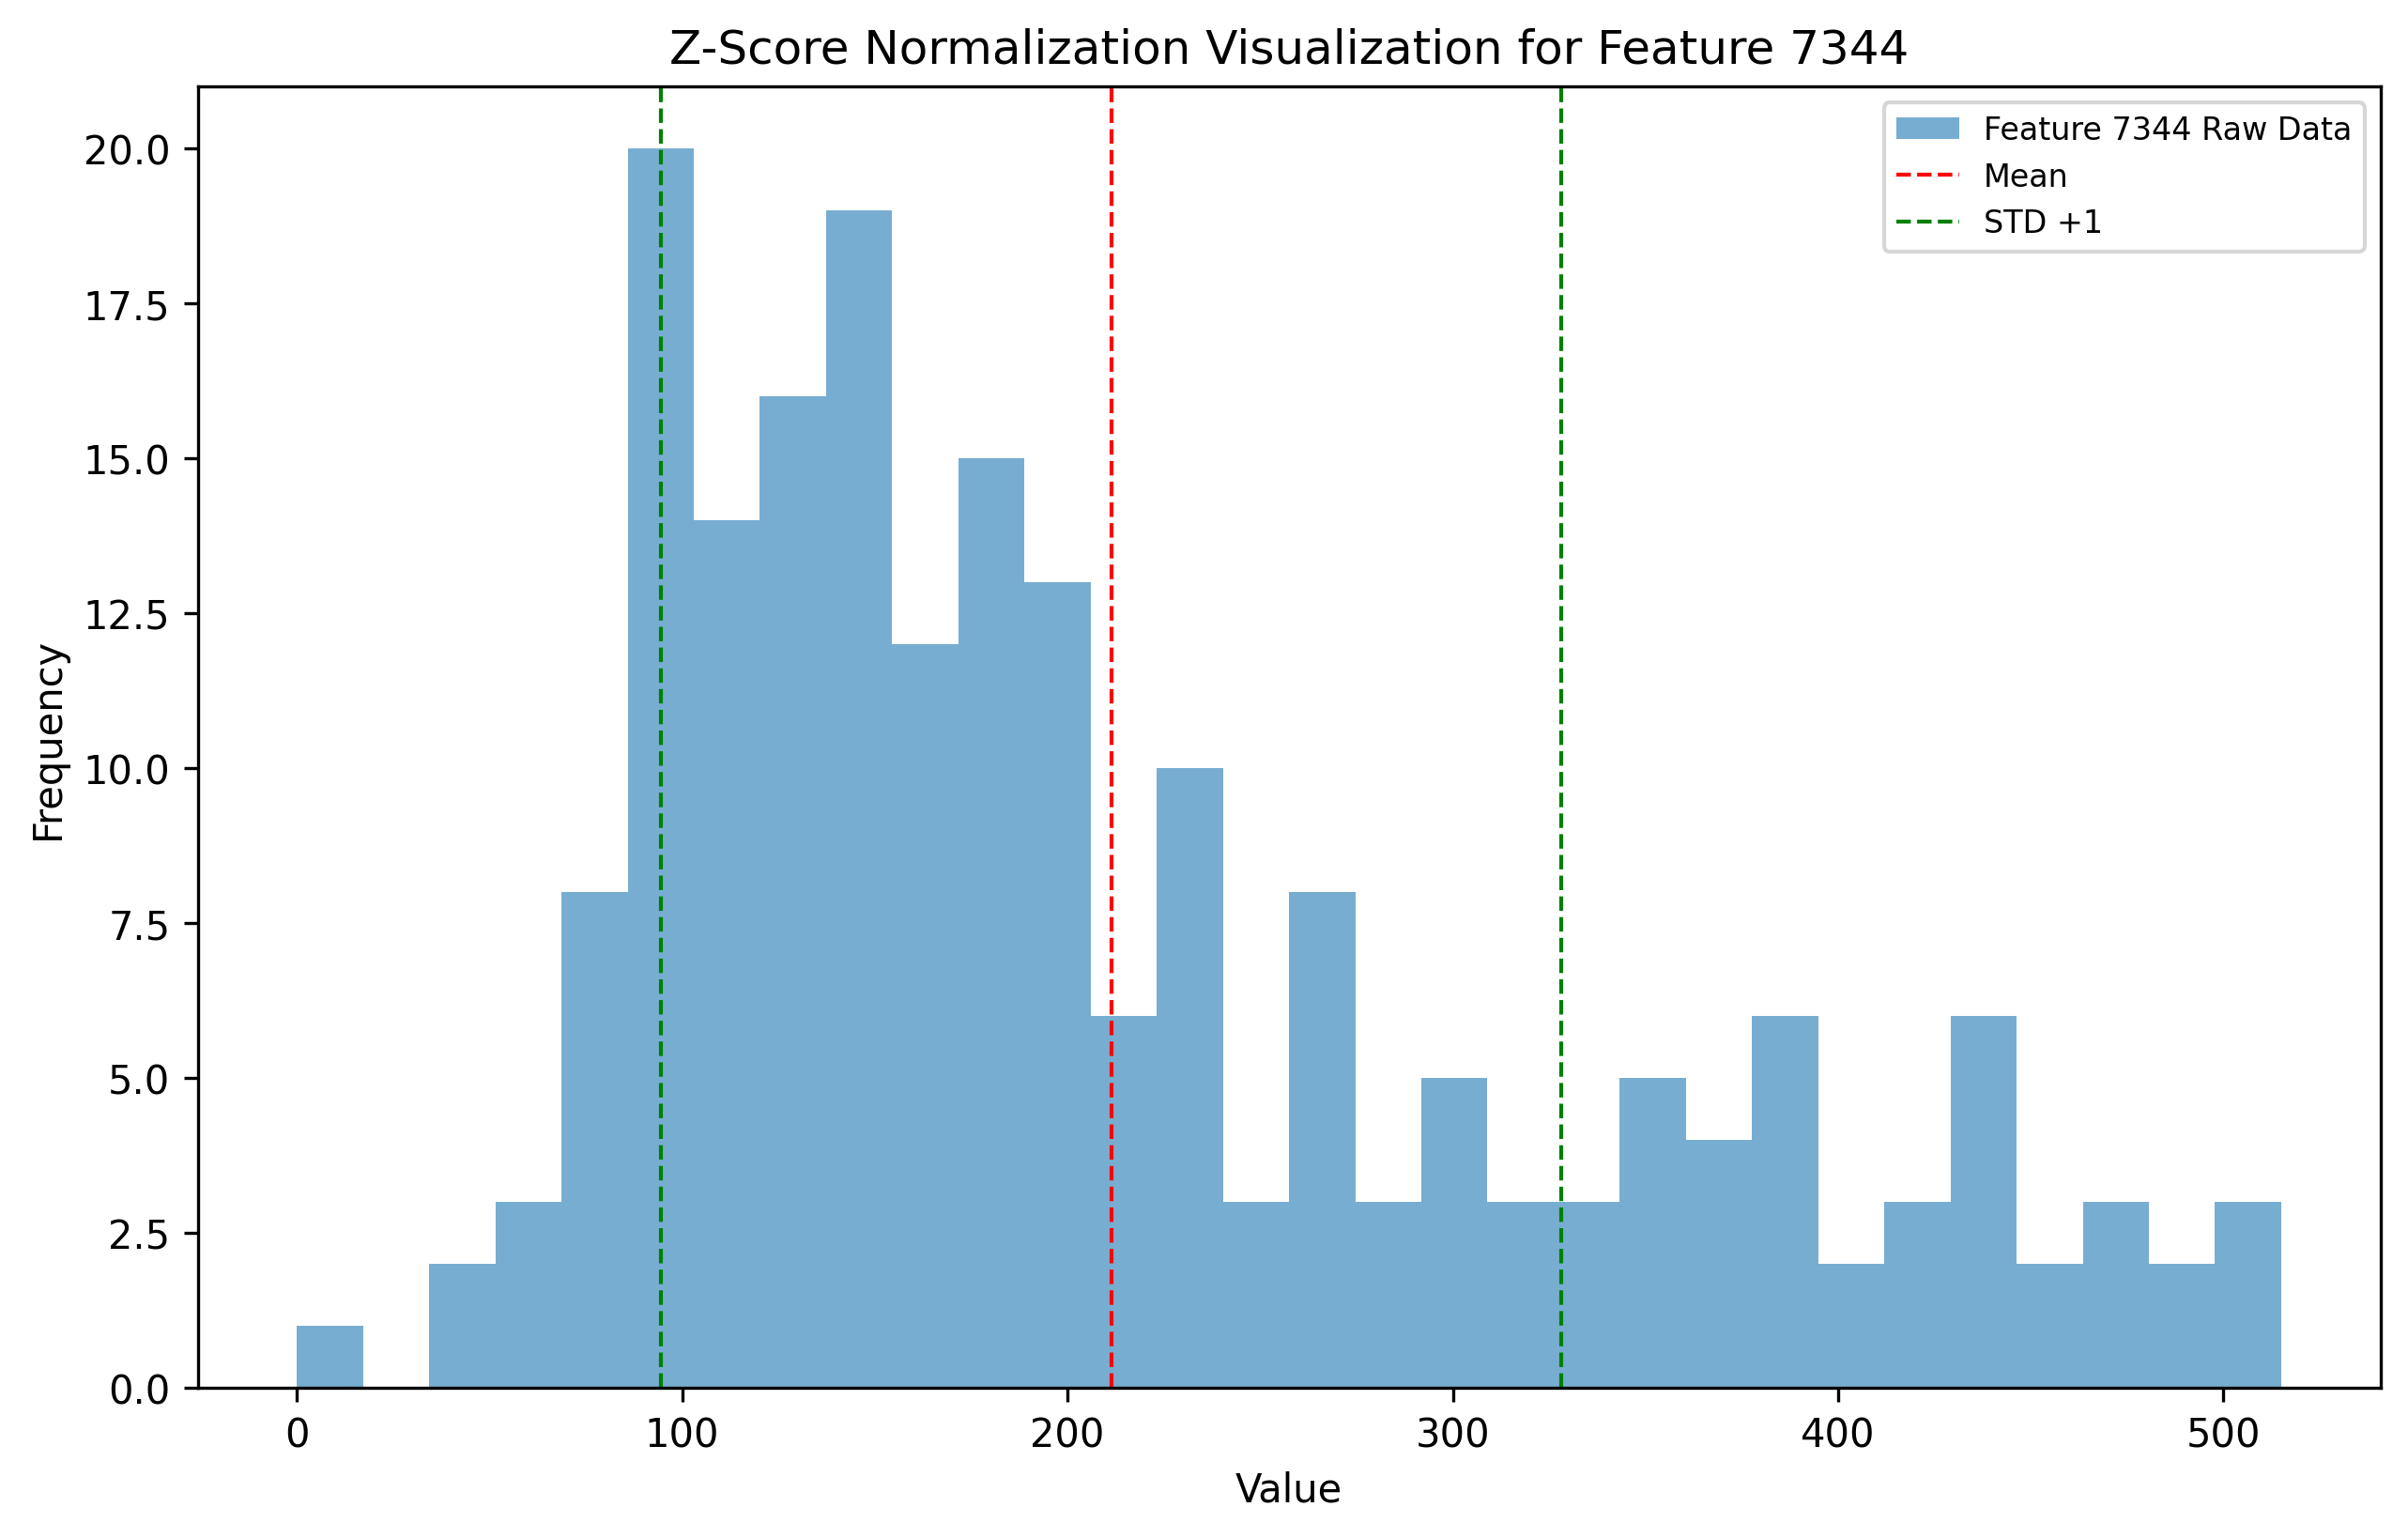 Z-Score Normalization Visualization for Feature 7344
Feature 7344 Raw Data
Mean
STD +1
20.0
17.5
15.0
12.5
10.0
7.5
5.0
2.5
0.0
Frequency
0 100 200 300 400 500
Value